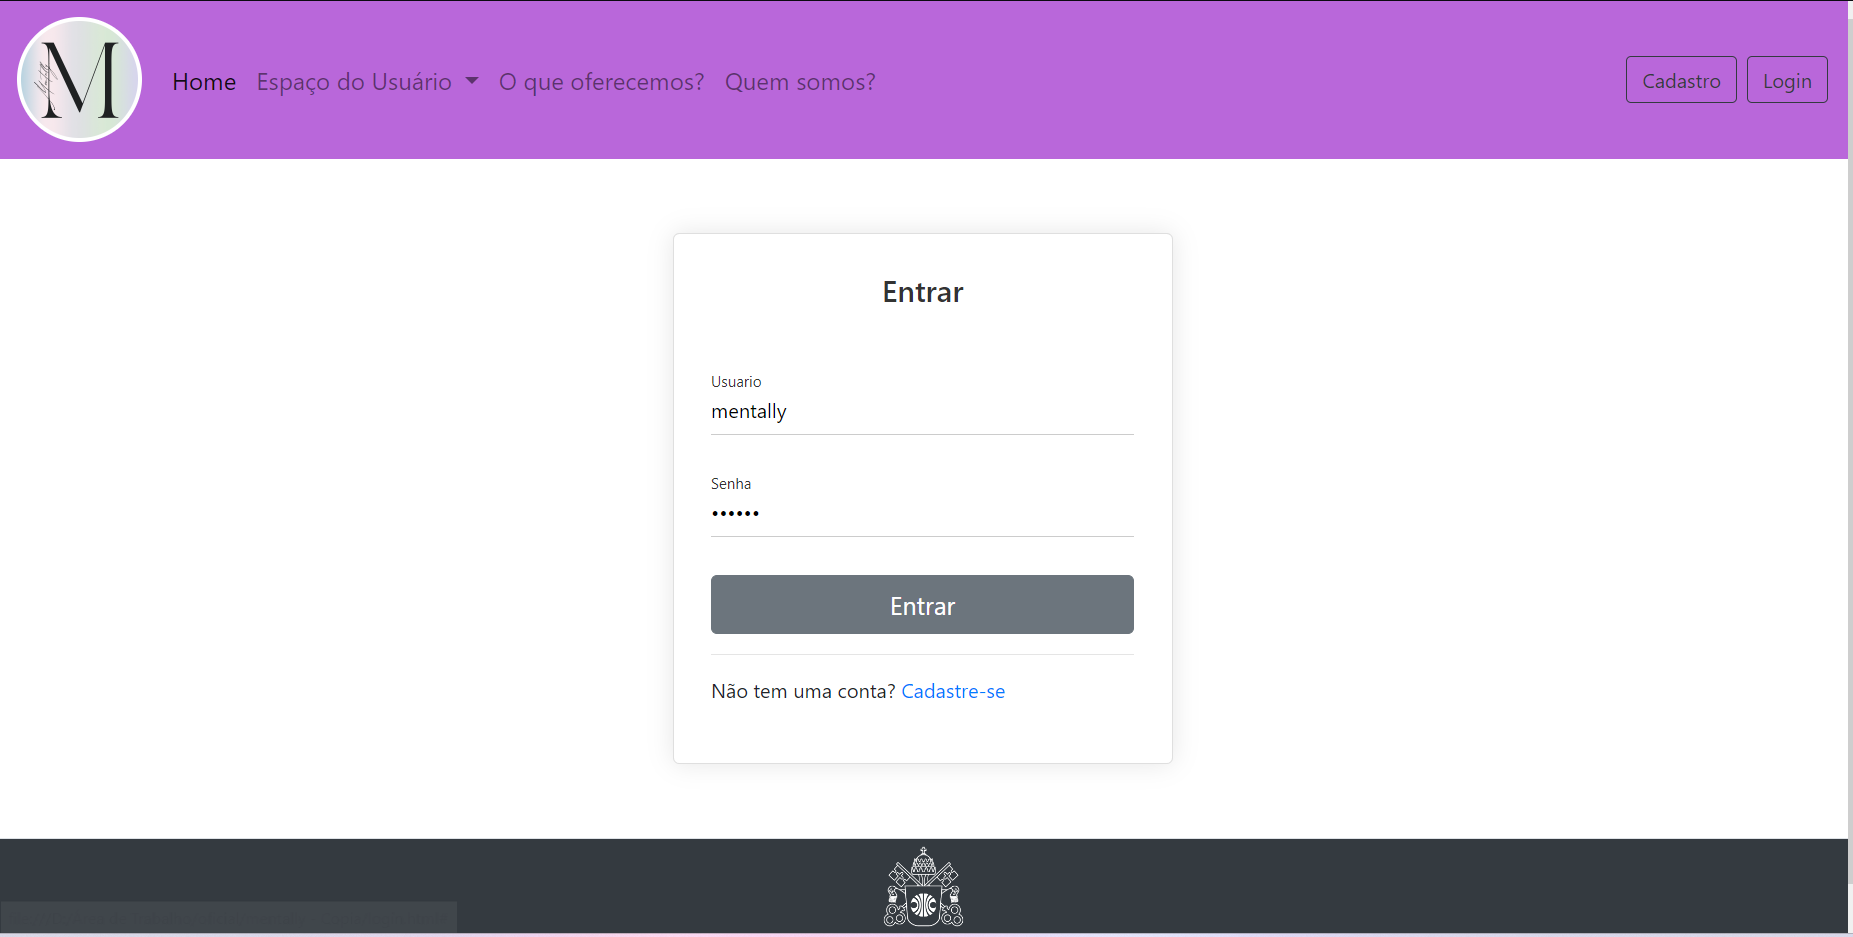 M
Home Espaço do Usuário O que oferecemos? Quem somos? Cadastro Login
Entrar
Usuario
mentally
Senha
••••••
Entrar
Não tem uma conta? Cadastre-se